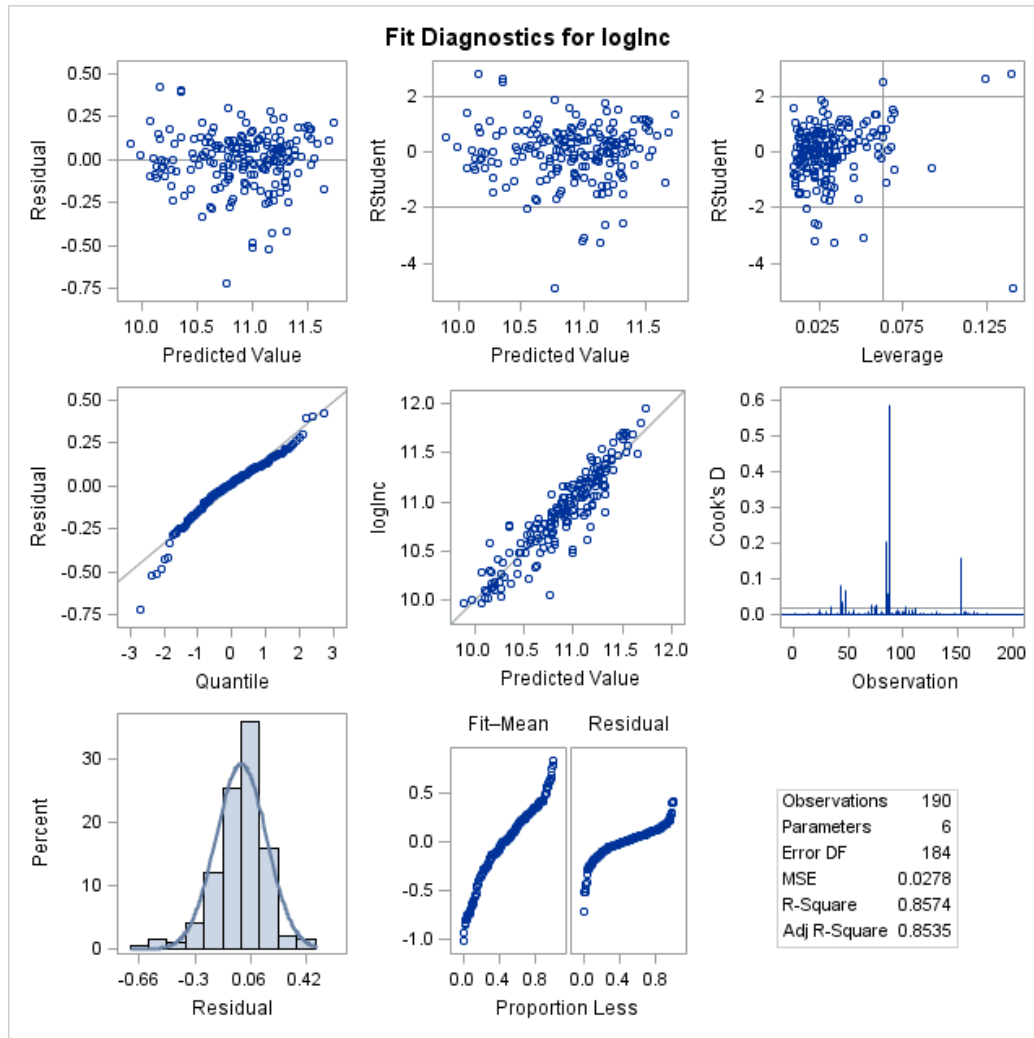 Fit Diagnostics for logInc
0.50
0.25
0.00
-0.25
-0.50
-0.75
Residual
10.0 10.5 11.0 11.5
Predicted Value
2
0
-2
-4
RStudent
10.0 10.5 11.0 11.5
Predicted Value
2
0
-2
-4
RStudent
0.025 0.075 0.125
Leverage
0.50
0.25
0.00
-0.25
-0.50
-0.75
Residual
-3 -2 -1 0 1 2 3
Quantile
12.0
11.5
11.0
10.5
10.0
logInc
10.0 10.5 11.0 11.5 12.0
Predicted Value
0.6
0.5
0.4
0.3
0.2
0.1
0.0
Cook's D
0 50 100 150 200
Observation
30
20
10
0
Percent
-0.66 -0.3 0.06 0.42
Residual
Fit–Mean Residual
0.5
0.0
-0.5
-1.0
0.0 0.4 0.8 0.0 0.4 0.8
Proportion Less
Observations 190
Parameters 6
Error DF 184
MSE 0.0278
R-Square 0.8574
Adj R-Square 0.8535